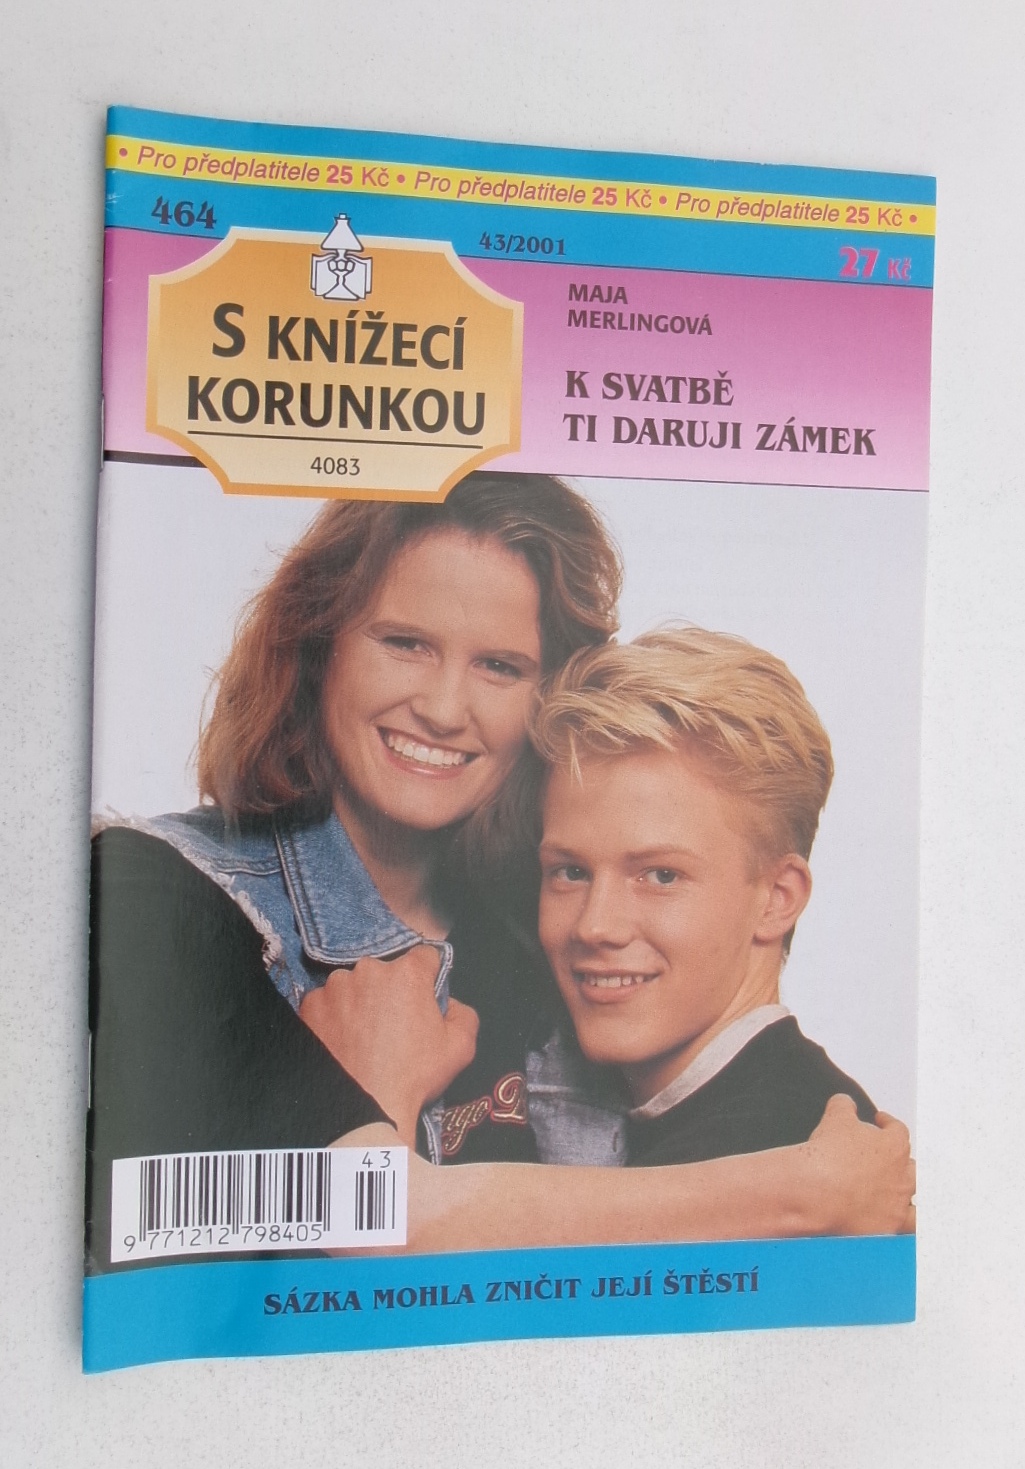 • Pro předplatitele 25 Kč • Pro předplatitele 25 Kč • Pro předplatitele 25 Kč •
464
43/2001
27 Kč
S KNÍŽECÍ
KORUNKOU
4083
MAJA
MERLINGOVÁ
K SVATBĚ
TI DARUJI ZÁMEK
43
9 771212 798405
SÁZKA MOHLA ZNIČIT JEJÍ ŠTĚSTÍ